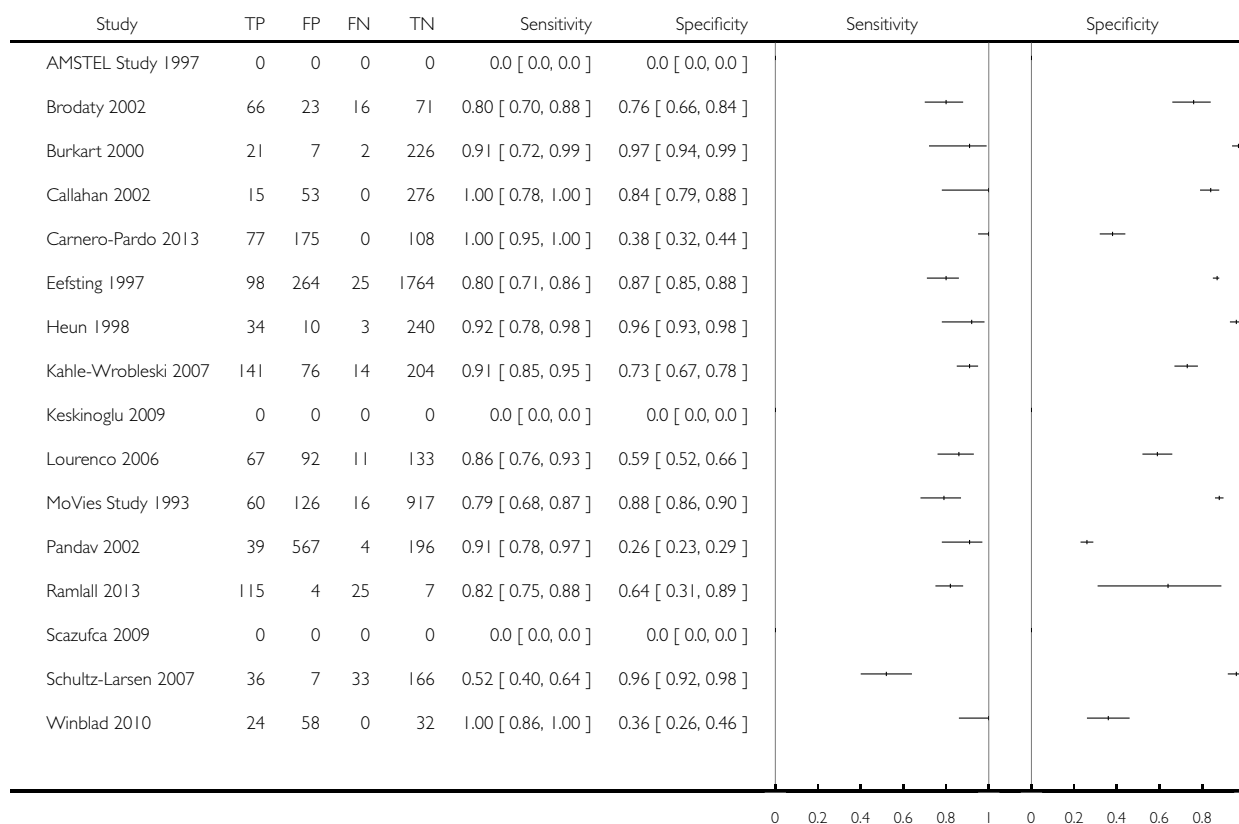 Study TP FP FN TN Sensitivity Specificity Sensitivity Specificity
AMSTEL Study 1997 0 0 0 0 0.0 [ 0.0, 0.0 ] 0.0 [ 0.0, 0.0 ]
Brodaty 2002 66 23 16 71 0.80 [ 0.70, 0.88 ] 0.76 [ 0.66, 0.84 ]
Burkart 2000 21 7 2 226 0.91 [ 0.72, 0.99 ] 0.97 [ 0.94, 0.99 ]
Callahan 2002 15 53 0 276 1.00 [ 0.78, 1.00 ] 0.84 [ 0.79, 0.88 ]
Carnero-Pardo 2013 77 175 0 108 1.00 [ 0.95, 1.00 ] 0.38 [ 0.32, 0.44 ]
Eefsting 1997 98 264 25 1764 0.80 [ 0.71, 0.86 ] 0.87 [ 0.85, 0.88 ]
Heun 1998 34 10 3 240 0.92 [ 0.78, 0.98 ] 0.96 [ 0.93, 0.98 ]
Kahle-Wrobleski 2007 141 76 14 204 0.91 [ 0.85, 0.95 ] 0.73 [ 0.67, 0.78 ]
Keskinoglu 2009 0 0 0 0 0.0 [ 0.0, 0.0 ] 0.0 [ 0.0, 0.0 ]
Lourenco 2006 67 92 11 133 0.86 [ 0.76, 0.93 ] 0.59 [ 0.52, 0.66 ]
MoVies Study 1993 60 126 16 917 0.79 [ 0.68, 0.87 ] 0.88 [ 0.86, 0.90 ]
Pandav 2002 39 567 4 196 0.91 [ 0.78, 0.97 ] 0.26 [ 0.23, 0.29 ]
Ramlall 2013 115 4 25 7 0.82 [ 0.75, 0.88 ] 0.64 [ 0.31, 0.89 ]
Scazufca 2009 0 0 0 0 0.0 [ 0.0, 0.0 ] 0.0 [ 0.0, 0.0 ]
Schultz-Larsen 2007 36 7 33 166 0.52 [ 0.40, 0.64 ] 0.96 [ 0.92, 0.98 ]
Winblad 2010 24 58 0 32 1.00 [ 0.86, 1.00 ] 0.36 [ 0.26, 0.46 ]
0 0.2 0.4 0.6 0.8 1 0 0.2 0.4 0.6 0.8